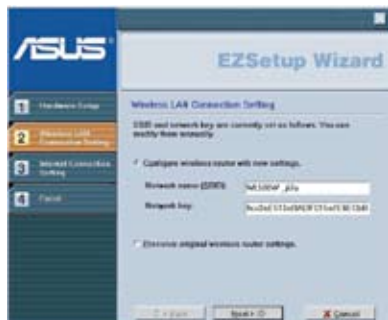 ASUS
EZSetup Wizard
1 Hardware Setup
2 Wireless LAN
Connection Setting
3 Internet Connection
Setting
4 Finish
Wireless LAN Connection Setting
SSID and network key are currently set as follows. You can
modify them manually.
Configure wireless router with new settings.
Network name (SSID):
Network key:
Preserve original wireless router settings.
< Back
Next >
Cancel